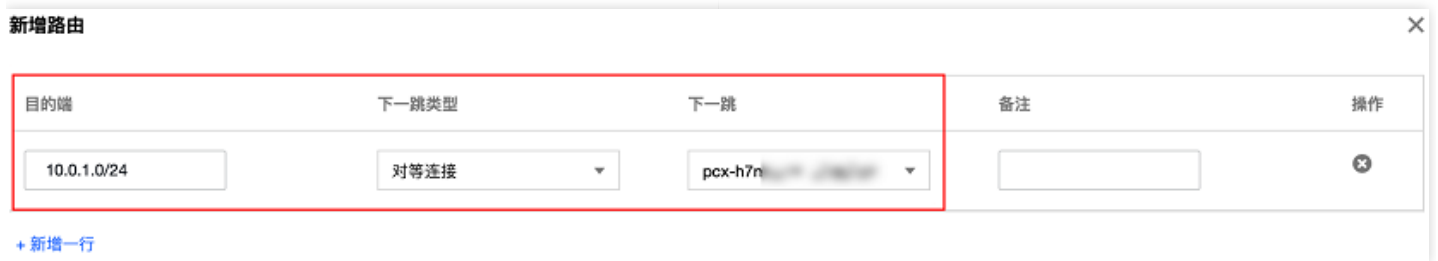 新增路由
目的端 下一跳类型 下一跳 备注 操作
10.0.1.0/24 对等连接 pcx-h7
+ 新增一行